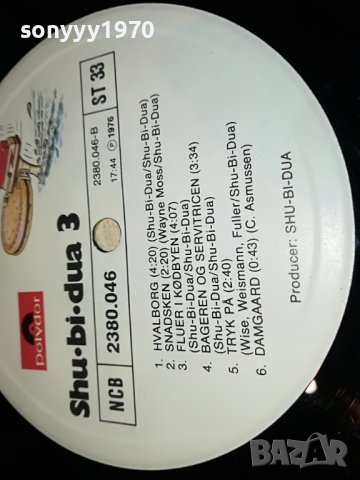 sonyyy1970
polydor
Shu·bi·dua 3
NCB
2380.046
2380.046-B
17:44 ℗ 1976
ST 33
1. HVALBORG (4:20) (Shu-Bi-Dua/Shu-Bi-Dua)
2. SNADSKEN (2:20) (Wayne Moss/Shu-Bi-Dua)
3. FLUER I KØDBYEN (4:07)
(Shu-Bi-Dua/Shu-Bi-Dua)
4. BAGEREN OG SERVITRICEN (3:34)
(Shu-Bi-Dua/Shu-Bi-Dua)
5. TRYK PÅ (2:40)
(Wise, Weismann, Fuller/Shu-Bi-Dua)
6. DAMGAARD (0:43) (C. Asmussen)
Producer: SHU-BI-DUA
BAZAR